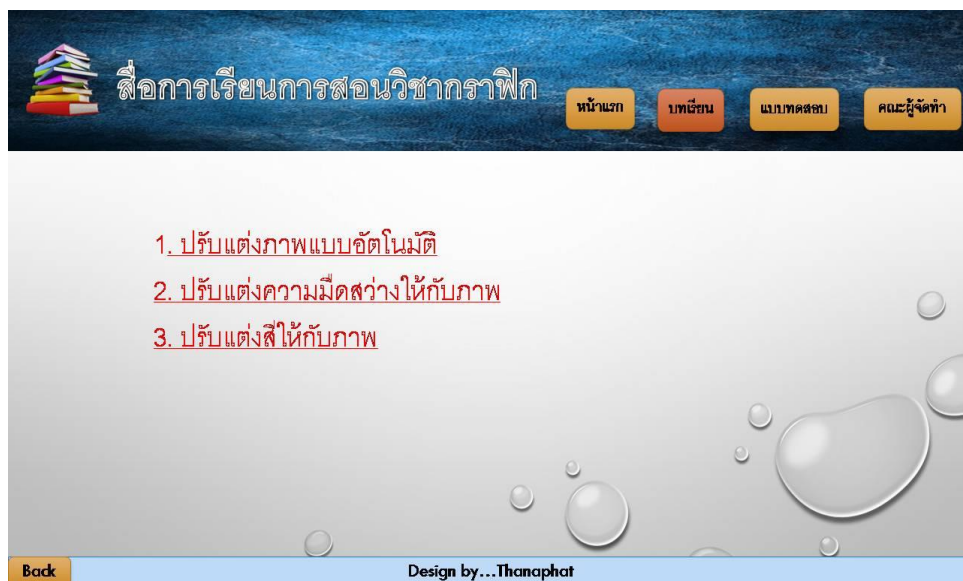 สื่อการเรียนการสอนวิชากราฟิก
หน้าแรก
บทเรียน
แบบทดสอบ
คณะผู้จัดทำ
1. ปรับแต่งภาพแบบอัตโนมัติ
2. ปรับแต่งความมืดสว่างให้กับภาพ
3. ปรับแต่งสีให้กับภาพ
Back
Design by...Thanaphat